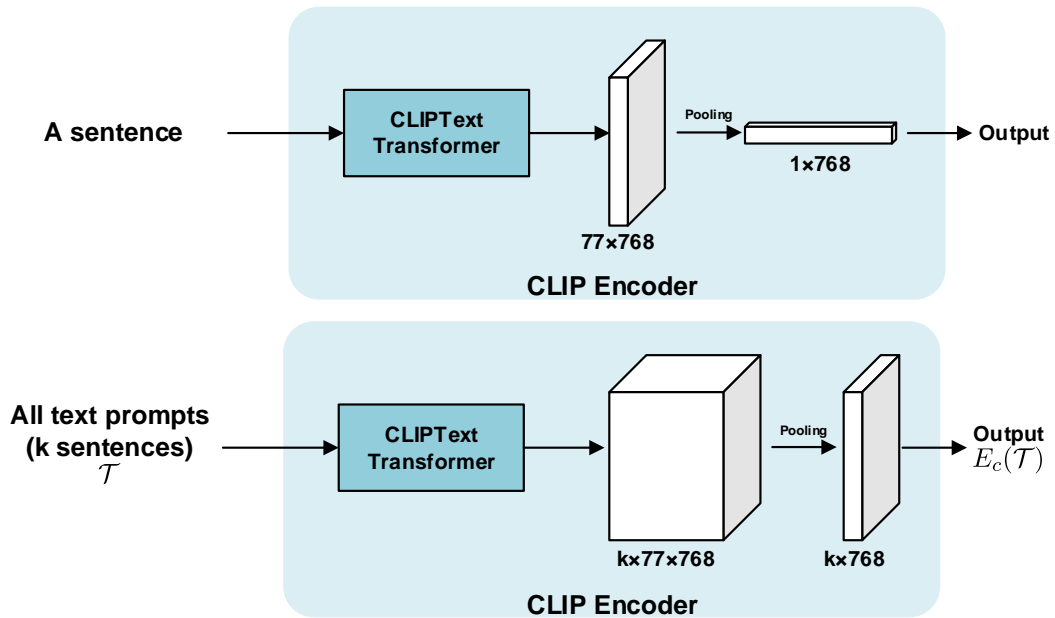 A sentence
CLIPText
Transformer
77×768
Pooling
1×768
Output
CLIP Encoder
All text prompts
(k sentences)
𝒯
CLIPText
Transformer
k×77×768
Pooling
k×768
Output
E_c(𝒯)
CLIP Encoder